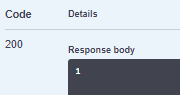 Code Details
200
Response body
1